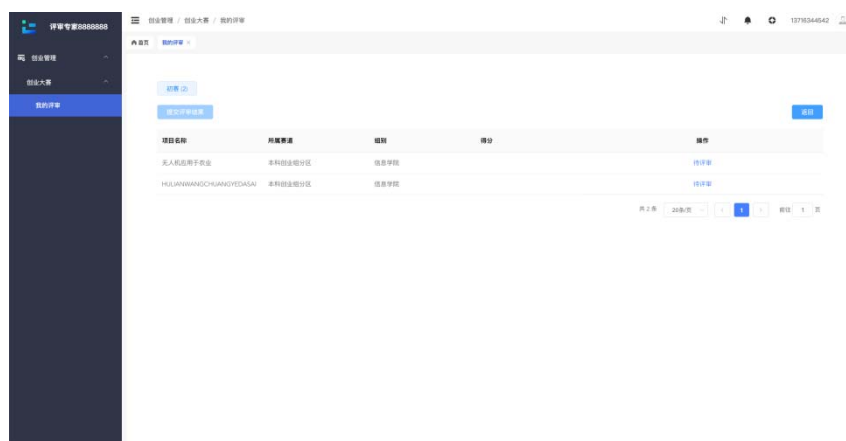 评审专家8888888
创业管理 / 创业大赛 / 我的评审
13716344642
首页 我的评审 ×
创业管理
创业大赛
我的评审
初赛 (2)
提交评审结果
返回
项目名称 所属赛道 组别 得分 操作
无人机应用于农业 本科创业组分区 信息学院 待评审
HULIANWANGCHUANGYEDASAI 本科创业组分区 信息学院 待评审
共 2 条 20条/页 1 前往 1 页